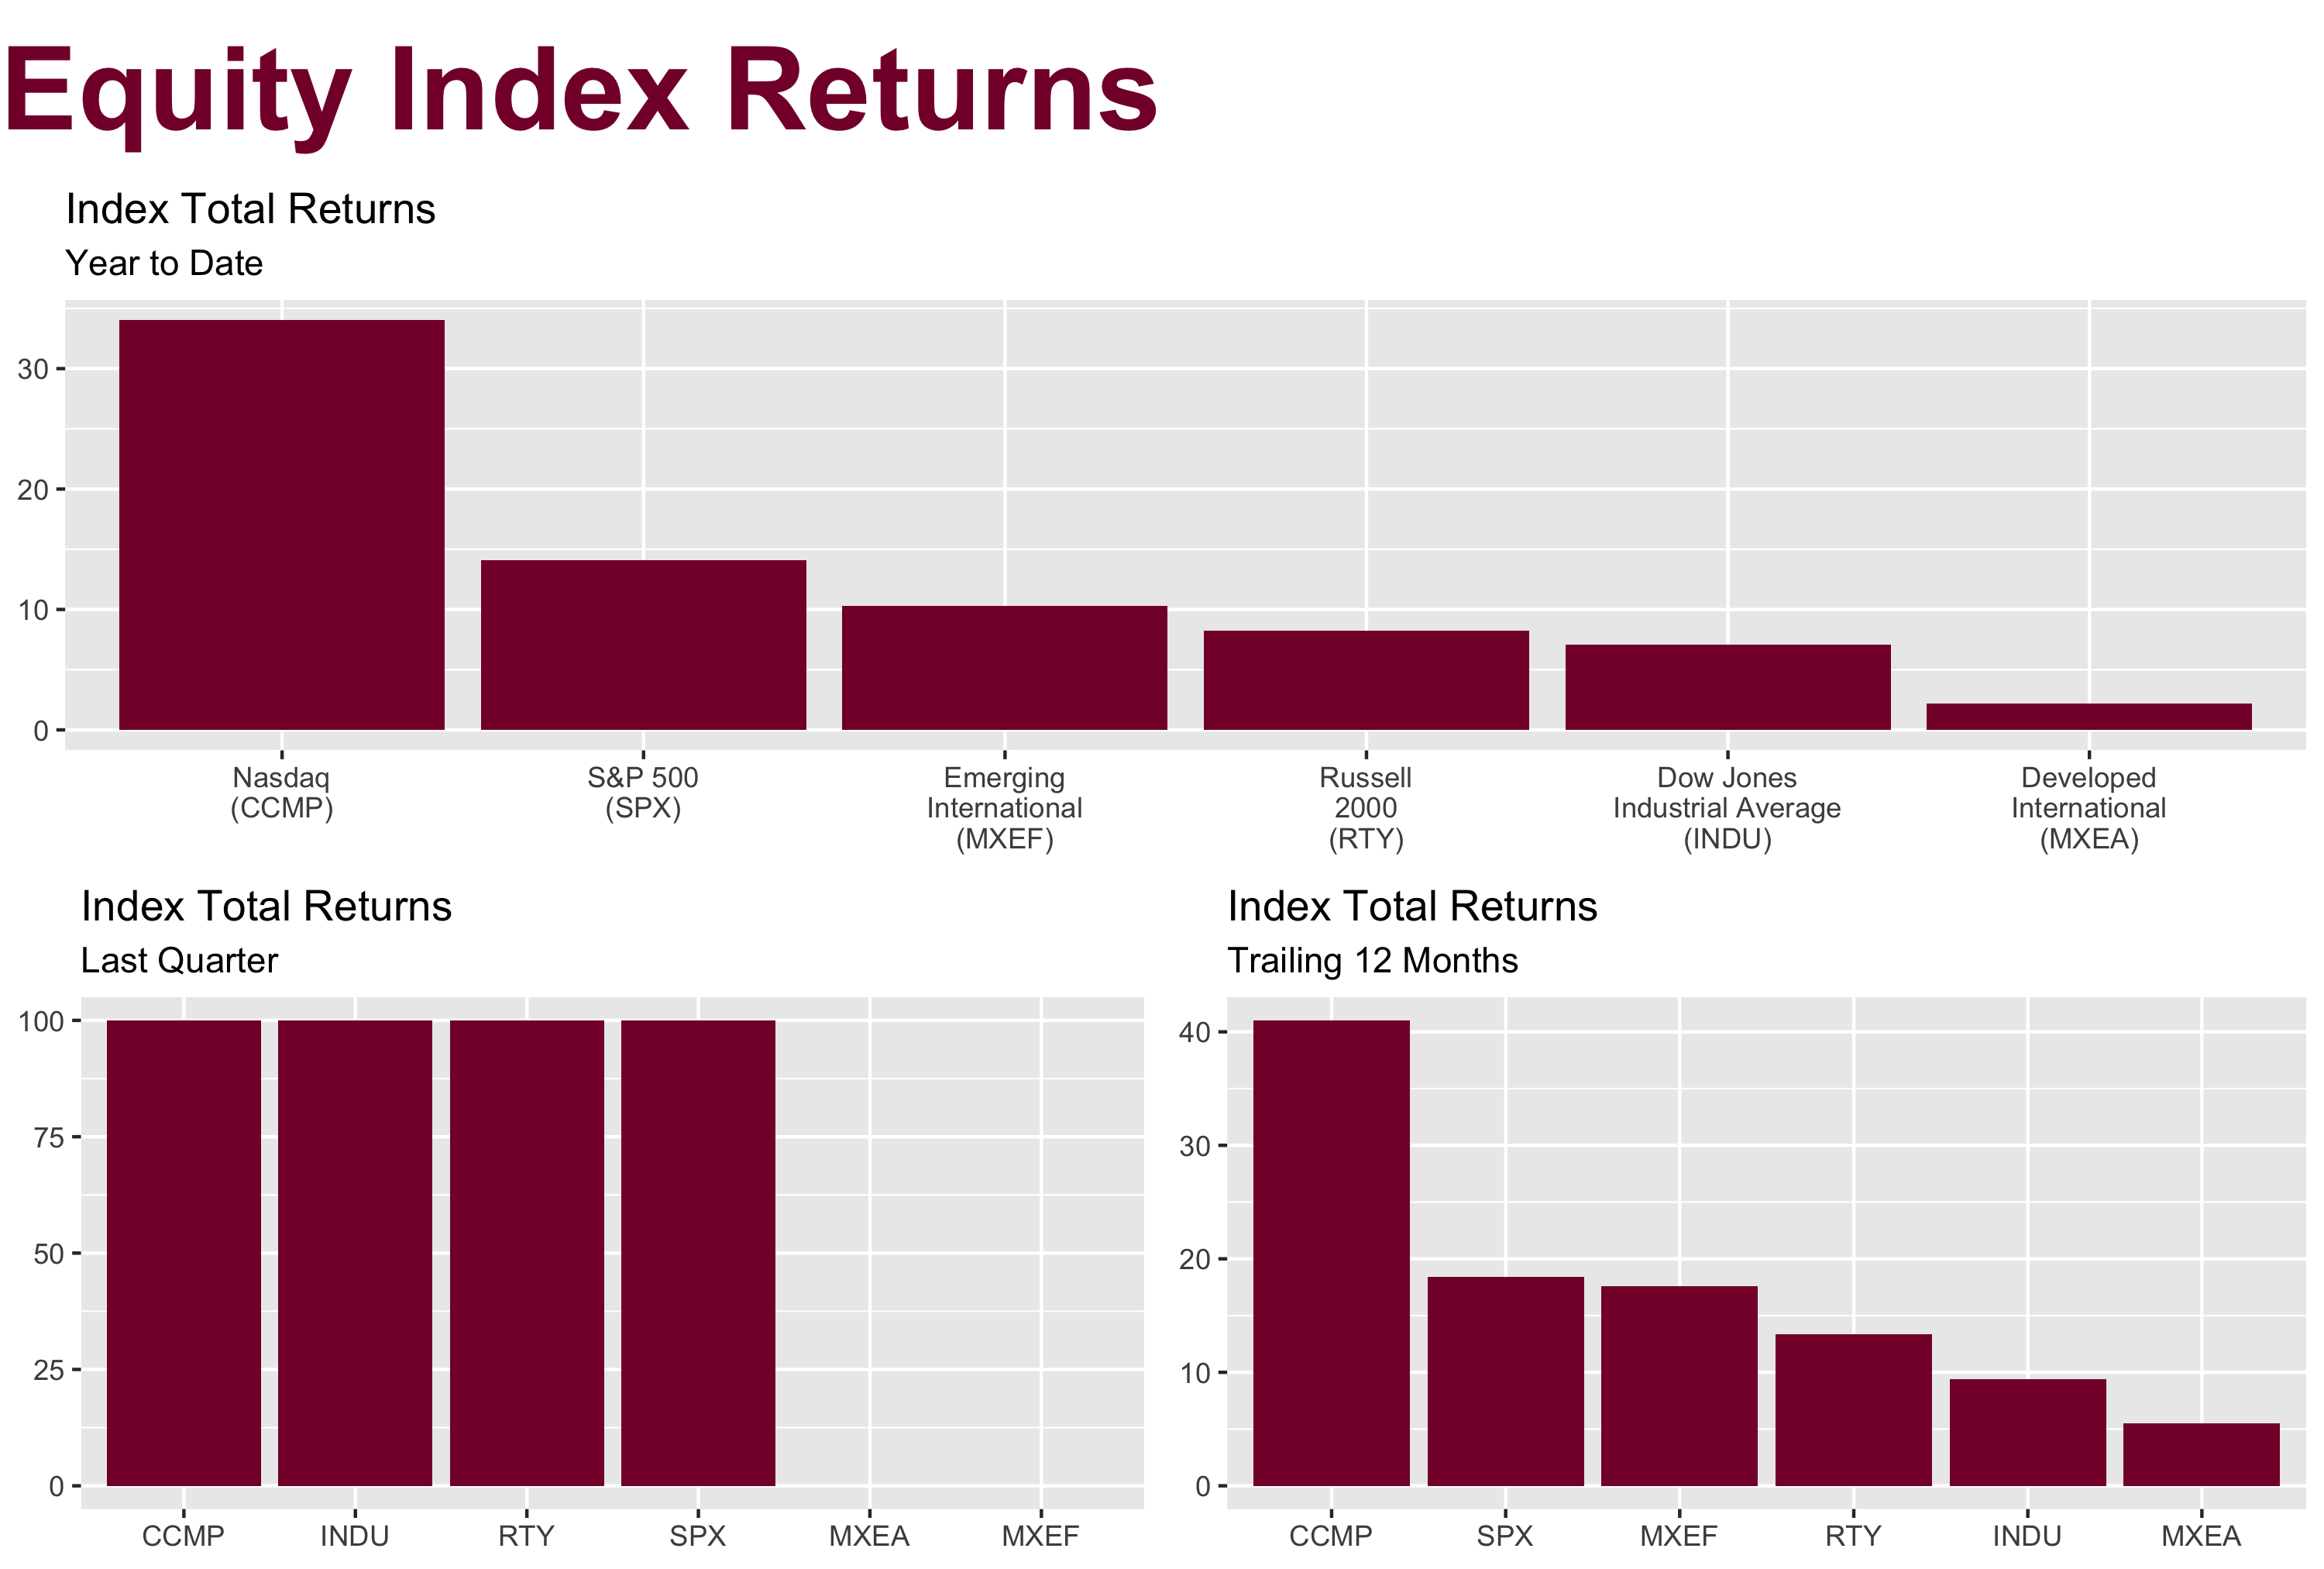 Equity Index Returns
Index Total Returns
Year to Date
30
20
10
0
Nasdaq
(CCMP)
S&P 500
(SPX)
Emerging
International
(MXEF)
Russell
2000
(RTY)
Dow Jones
Industrial Average
(INDU)
Developed
International
(MXEA)
Index Total Returns
Last Quarter
100
75
50
25
0
CCMP INDU RTY SPX MXEA MXEF
Index Total Returns
Trailing 12 Months
40
30
20
10
0
CCMP SPX MXEF RTY INDU MXEA